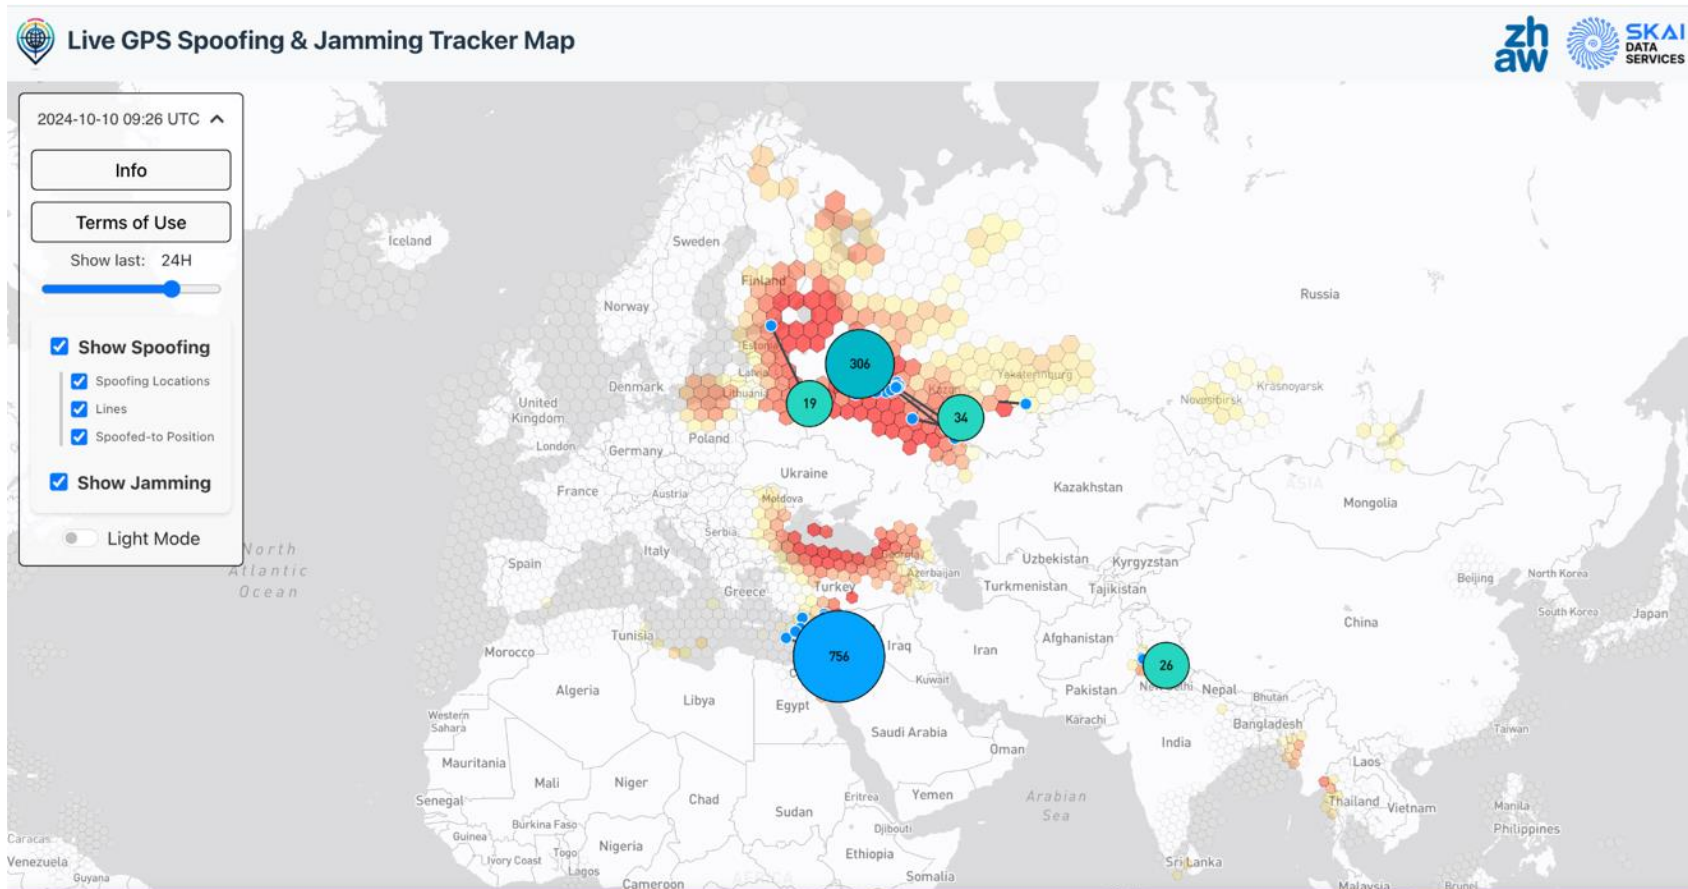 Live GPS Spoofing & Jamming Tracker Map
zh
aw
SKAI
DATA
SERVICES
2024-10-10 09:26 UTC
Info
Terms of Use
Show last: 24H
Show Spoofing
Spoofing Locations
Lines
Spoofed-to Position
Show Jamming
Light Mode
Iceland
Sweden
Finland
Norway
Russia
Estonia
306
Latvia
Lithuania
Denmark
Kazan
Yekaterinburg
Novosibirsk
Krasnoyarsk
United
Kingdom
19
34
London
Poland
Germany
Ukraine
Kazakhstan
ASIA
Mongolia
France
Austria
Moldova
Serbia
North
Atlantic
Ocean
Italy
Spain
Georgia
Uzbekistan
Kyrgyzstan
Azerbaijan
Turkmenistan
Tajikistan
Greece
Turkey
Beijing
North Korea
South Korea
Japan
Tunisia
Morocco
756
Iraq
Iran
Afghanistan
China
26
Kuwait
Pakistan
New Delhi
Nepal
Bhutan
Algeria
Libya
Egypt
Western
Sahara
Saudi Arabia
Karachi
Bangladesh
Taiwan
India
Oman
Mauritania
Laos
Mali
Niger
Chad
Sudan
Eritrea
Yemen
Arabian
Sea
Thailand
Vietnam
Manila
Philippines
Senegal
Burkina Faso
Djibouti
Guinea
Ivory Coast
Togo
Nigeria
Lagos
Ethiopia
Caracas
Venezuela
Guyana
Cameroon
AFRICA
Somalia
Sri Lanka
Malaysia
Brunei